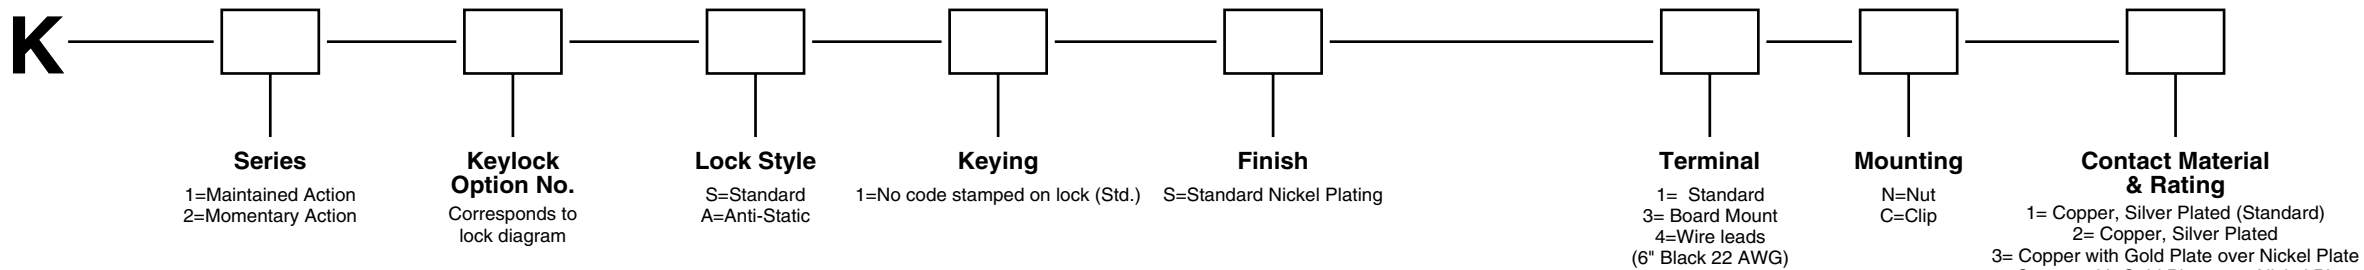 K
Series
1=Maintained Action
2=Momentary Action
Keylock
Option No.
Corresponds to
lock diagram
Lock Style
S=Standard
A=Anti-Static
Keying
1=No code stamped on lock (Std.)
Finish
S=Standard Nickel Plating
Terminal
1= Standard
3= Board Mount
4=Wire leads
(6" Black 22 AWG)
Mounting
N=Nut
C=Clip
Contact Material
& Rating
1= Copper, Silver Plated (Standard)
2= Copper, Silver Plated
3= Copper with Gold Plate over Nickel Plate